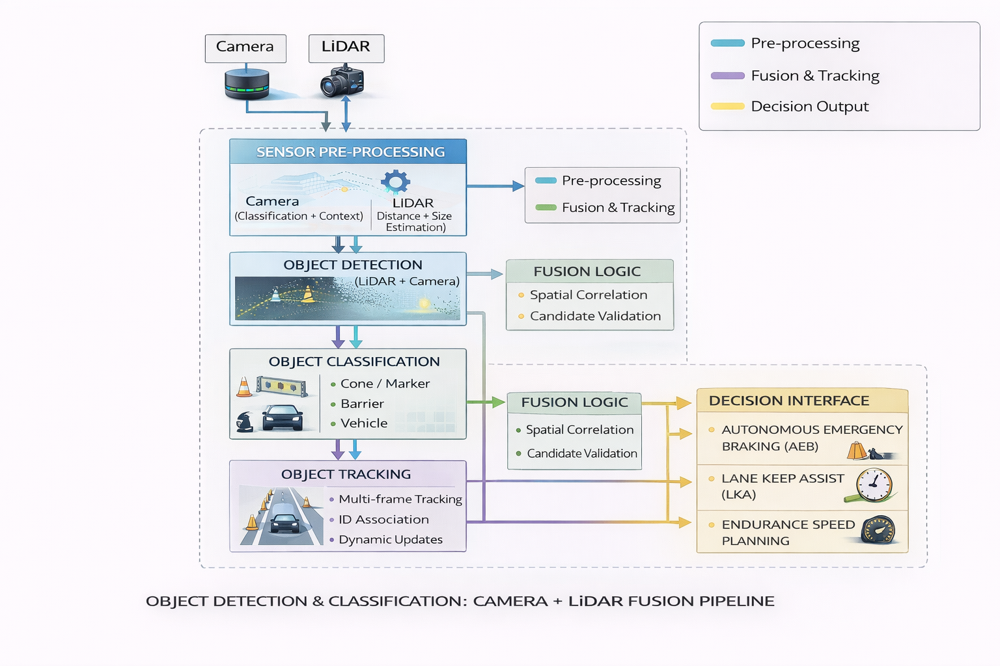 Camera
LiDAR
Pre-processing
Fusion & Tracking
Decision Output
SENSOR PRE-PROCESSING
Camera
(Classification + Context)
LiDAR
Distance + Size
Estimation)
Pre-processing
Fusion & Tracking
OBJECT DETECTION
(LiDAR + Camera)
FUSION LOGIC
Spatial Correlation
Candidate Validation
OBJECT CLASSIFICATION
Cone / Marker
Barrier
Vehicle
FUSION LOGIC
Spatial Correlation
Candidate Validation
DECISION INTERFACE
AUTONOMOUS EMERGENCY
BRAKING (AEB)
LANE KEEP ASSIST
(LKA)
ENDURANCE SPEED
PLANNING
OBJECT TRACKING
Multi-frame Tracking
ID Association
Dynamic Updates
OBJECT DETECTION & CLASSIFICATION: CAMERA + LiDAR FUSION PIPELINE